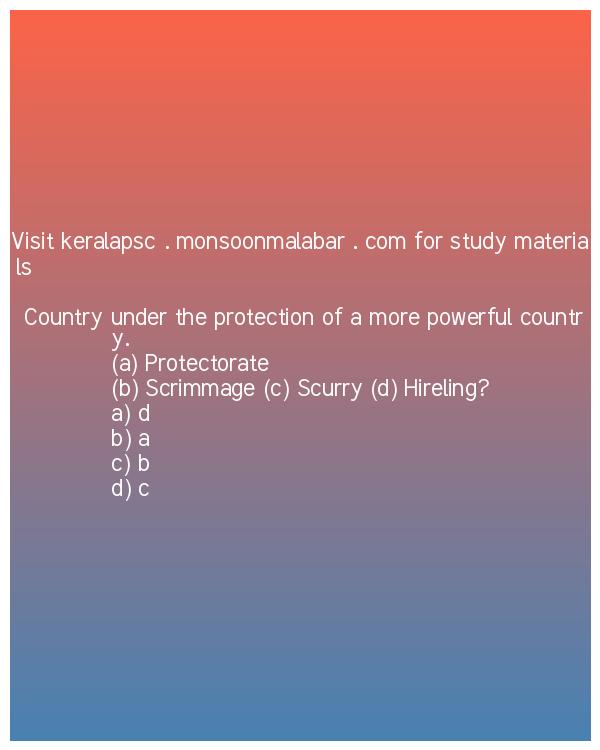 Visit keralapsc . monsoonmalabar . com for study materia
ls
Country under the protection of a more powerful countr
y.
(a) Protectorate
(b) Scrimmage (c) Scurry (d) Hireling?
a) d
b) a
c) b
d) c